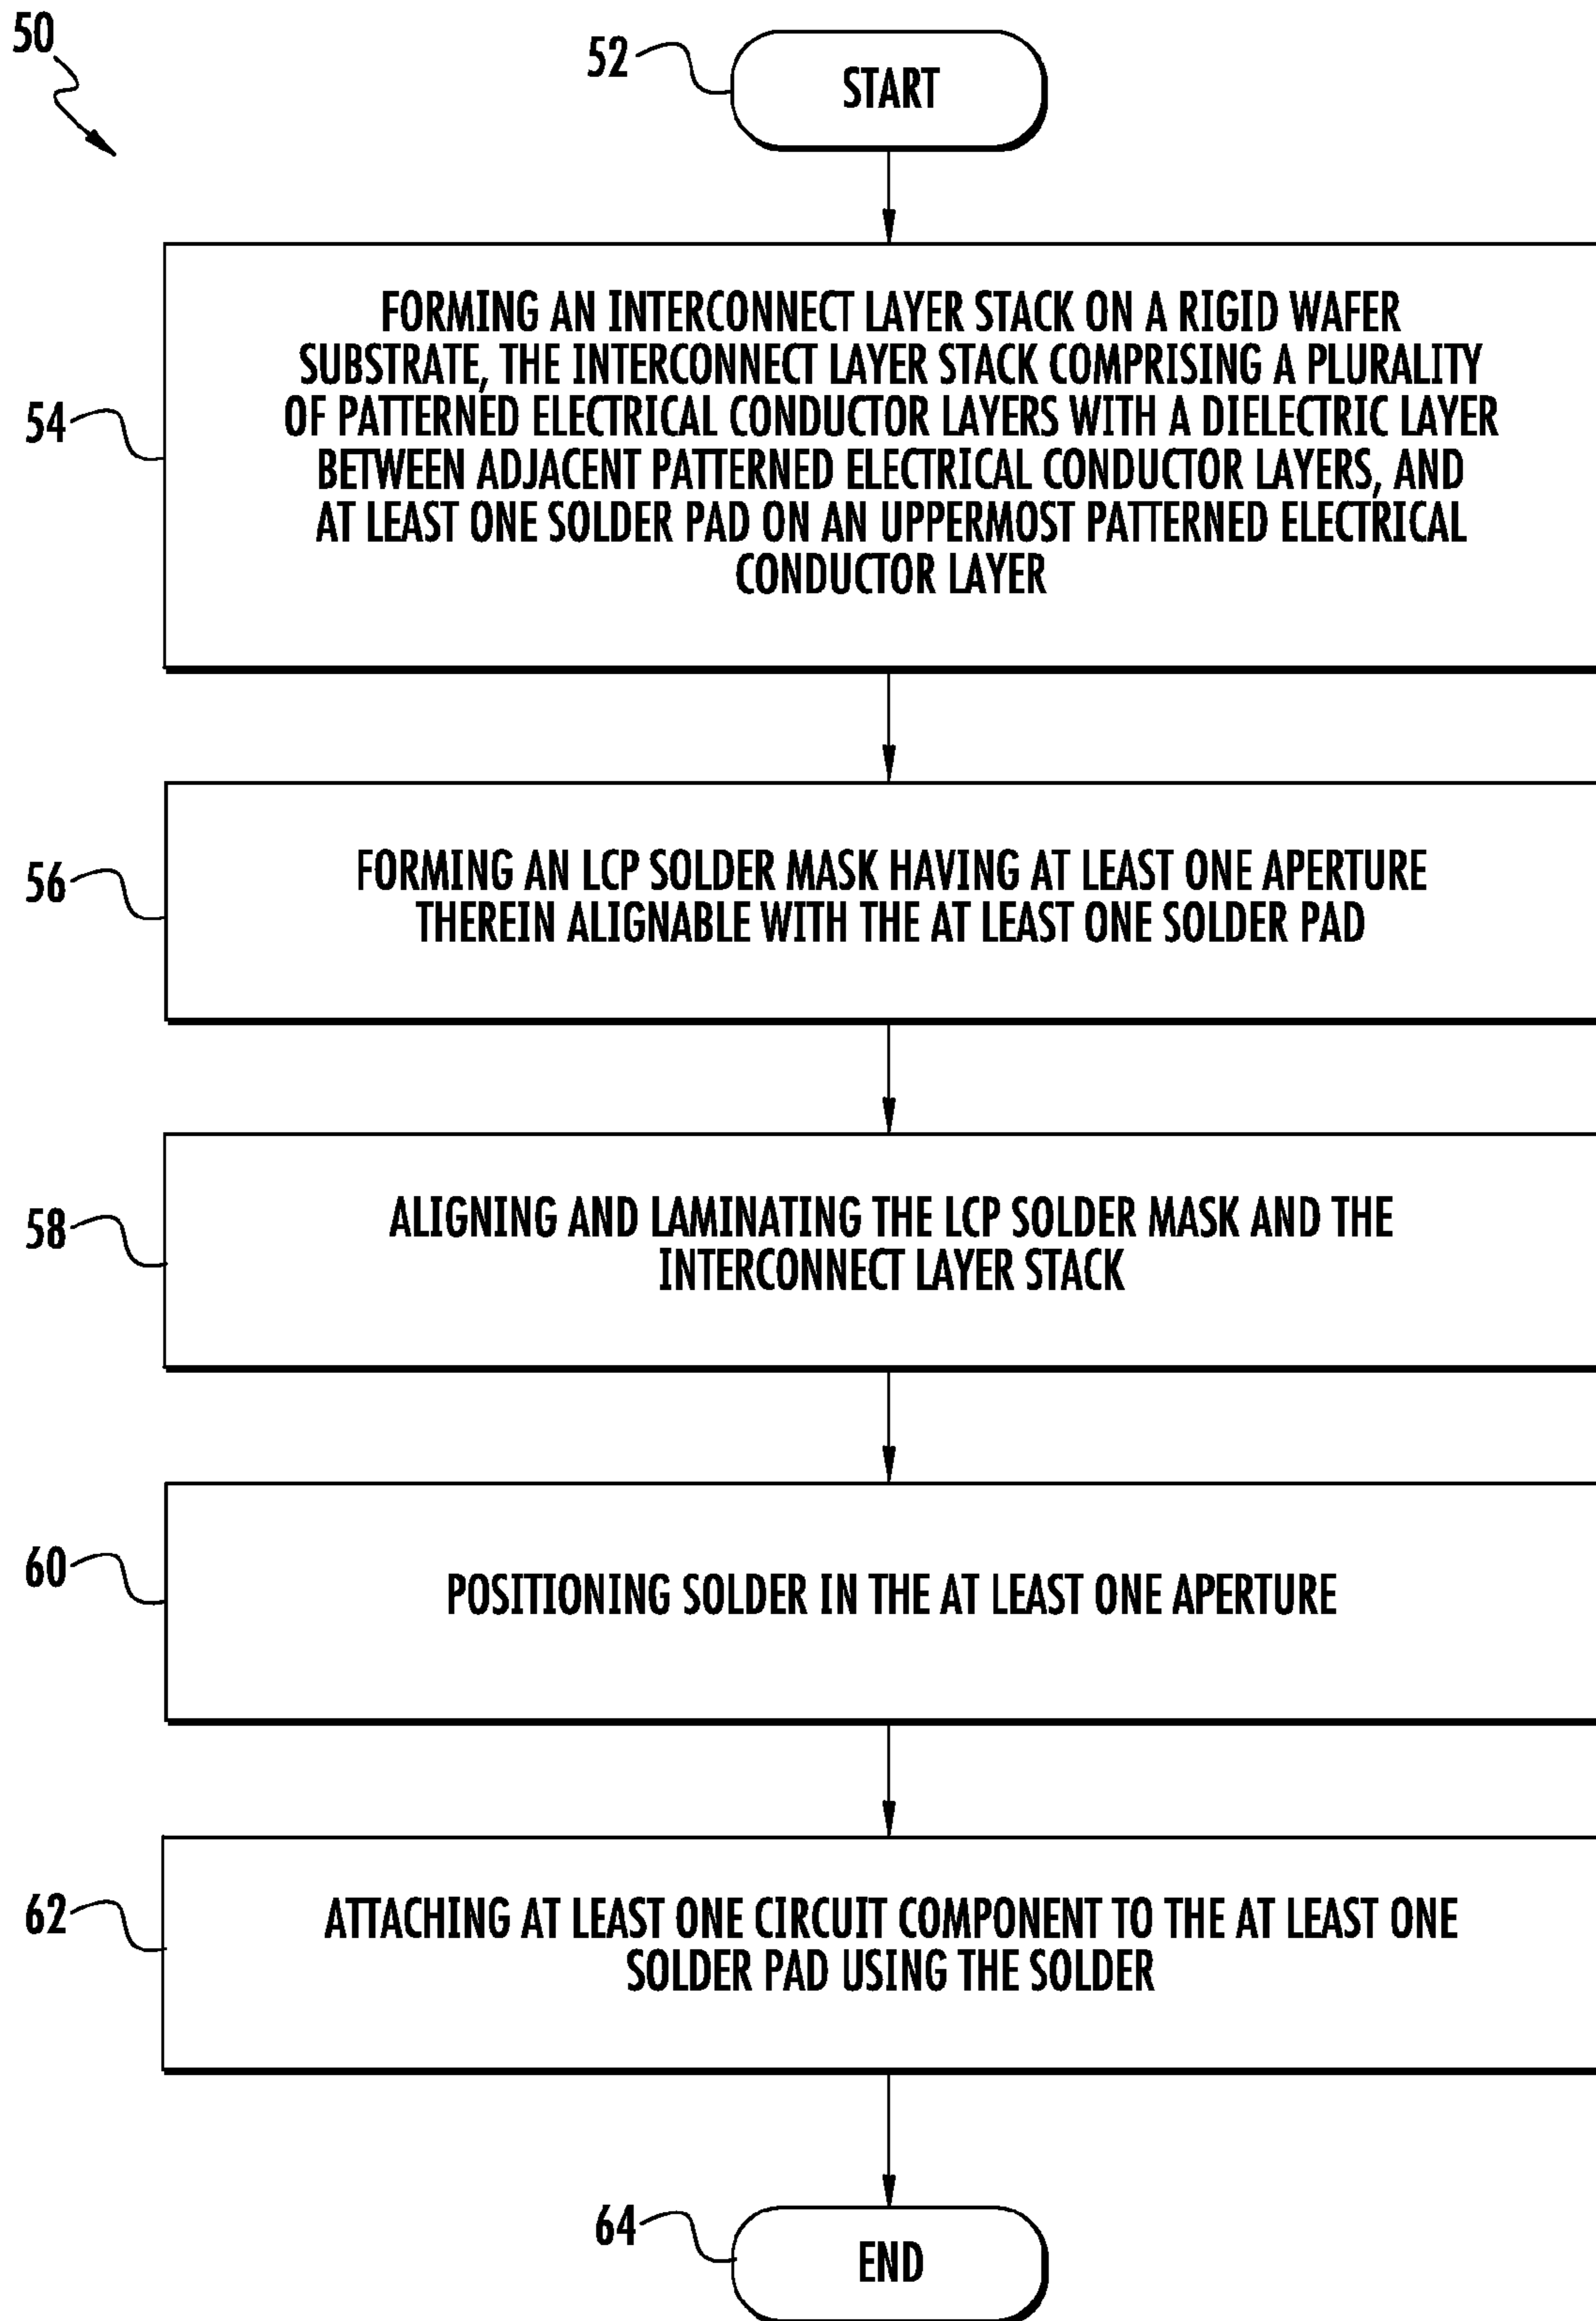 50
52
START
54
FORMING AN INTERCONNECT LAYER STACK ON A RIGID WAFER
SUBSTRATE, THE INTERCONNECT LAYER STACK COMPRISING A PLURALITY
OF PATTERNED ELECTRICAL CONDUCTOR LAYERS WITH A DIELECTRIC LAYER
BETWEEN ADJACENT PATTERNED ELECTRICAL CONDUCTOR LAYERS, AND
AT LEAST ONE SOLDER PAD ON AN UPPERMOST PATTERNED ELECTRICAL
CONDUCTOR LAYER
56
FORMING AN LCP SOLDER MASK HAVING AT LEAST ONE APERTURE
THEREIN ALIGNABLE WITH THE AT LEAST ONE SOLDER PAD
58
ALIGNING AND LAMINATING THE LCP SOLDER MASK AND THE
INTERCONNECT LAYER STACK
60
POSITIONING SOLDER IN THE AT LEAST ONE APERTURE
62
ATTACHING AT LEAST ONE CIRCUIT COMPONENT TO THE AT LEAST ONE
SOLDER PAD USING THE SOLDER
64
END